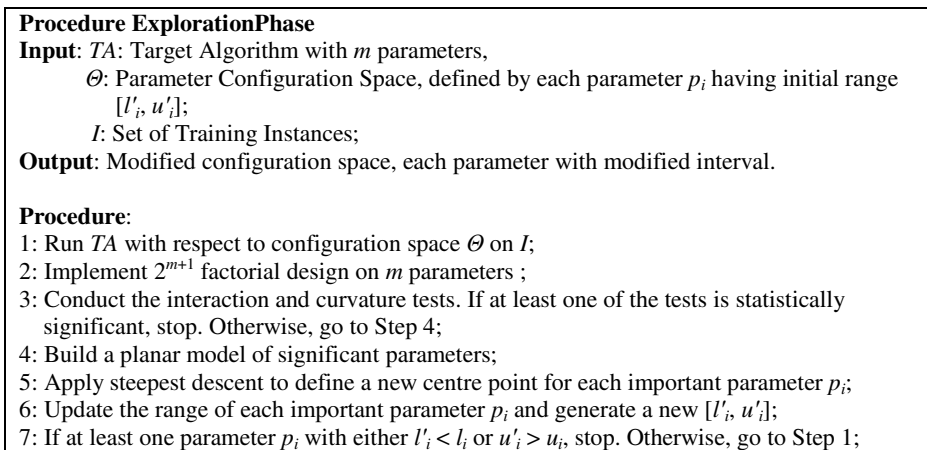 Procedure ExplorationPhase
Input: TA: Target Algorithm with m parameters,
Θ: Parameter Configuration Space, defined by each parameter pᵢ having initial range
[l'ᵢ, u'ᵢ];
I: Set of Training Instances;
Output: Modified configuration space, each parameter with modified interval.
Procedure:
1: Run TA with respect to configuration space Θ on I;
2: Implement 2ᵐ⁺¹ factorial design on m parameters ;
3: Conduct the interaction and curvature tests. If at least one of the tests is statistically
significant, stop. Otherwise, go to Step 4;
4: Build a planar model of significant parameters;
5: Apply steepest descent to define a new centre point for each important parameter pᵢ;
6: Update the range of each important parameter pᵢ and generate a new [l'ᵢ, u'ᵢ];
7: If at least one parameter pᵢ with either l'ᵢ < lᵢ or u'ᵢ > uᵢ, stop. Otherwise, go to Step 1;